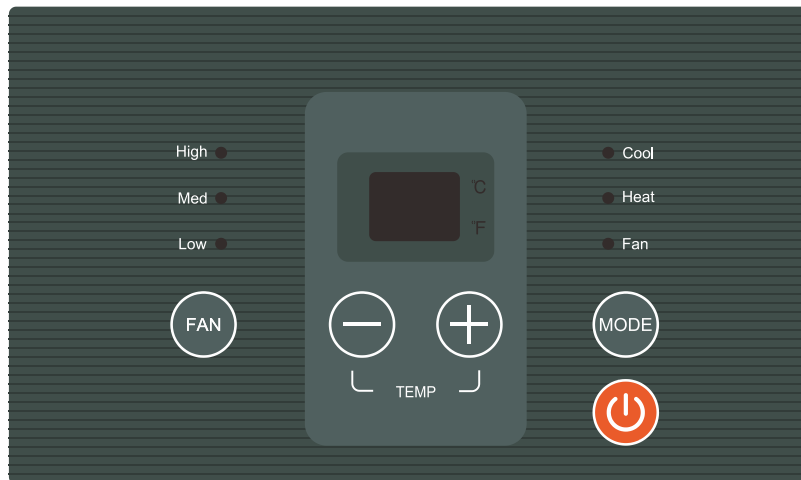 High
Med
Low
FAN
°C
°F
TEMP
Cool
Heat
Fan
MODE